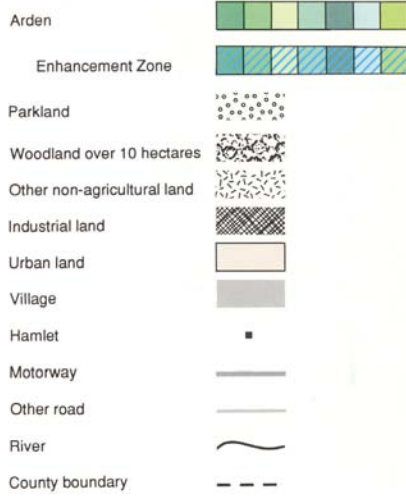 Arden
Enhancement Zone
Parkland
Woodland over 10 hectares
Other non-agricultural land
Industrial land
Urban land
Village
Hamlet
Motorway
Other road
River
County boundary